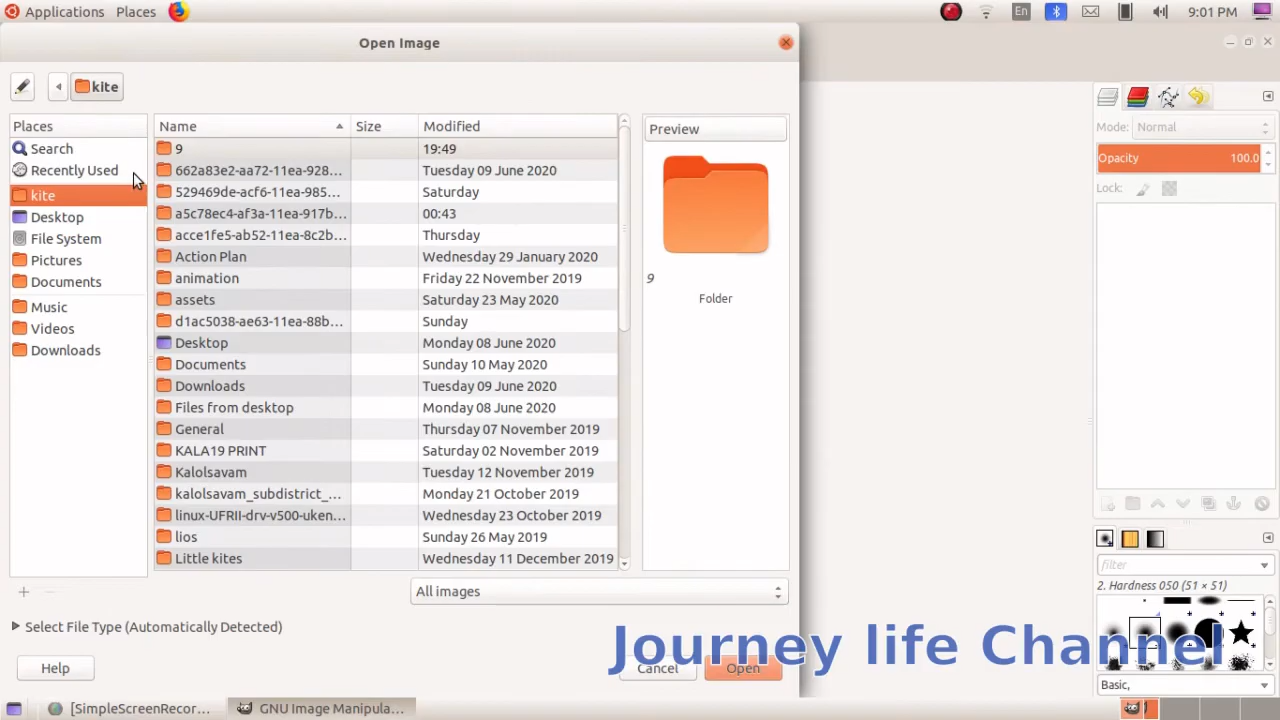 Applications Places En 9:01 PM
Open Image
kite
Places
Search
Recently Used
kite
Desktop
File System
Pictures
Documents
Music
Videos
Downloads
Name Size Modified
9 19:49
662a83e2-aa72-11ea-928... Tuesday 09 June 2020
529469de-acf6-11ea-985... Saturday
a5c78ec4-af3a-11ea-917b... 00:43
acce1fe5-ab52-11ea-8c2b... Thursday
Action Plan Wednesday 29 January 2020
animation Friday 22 November 2019
assets Saturday 23 May 2020
d1ac5038-ae63-11ea-88b... Sunday
Desktop Monday 08 June 2020
Documents Sunday 10 May 2020
Downloads Tuesday 09 June 2020
Files from desktop Monday 08 June 2020
General Thursday 07 November 2019
KALA19 PRINT Saturday 02 November 2019
Kalolsavam Tuesday 12 November 2019
kalolsavam_subdistrict_... Monday 21 October 2019
linux-UFRII-drv-v500-uken... Wednesday 23 October 2019
lios Sunday 26 May 2019
Little kites Wednesday 11 December 2019
Preview
9
Folder
All images
Select File Type (Automatically Detected)
Help
Cancel
Open
Mode: Normal
Opacity 100.0
Lock:
filter
2. Hardness 050 (51 × 51)
Basic,
Journey life Channel
[SimpleScreenRecor... GNU Image Manipula...